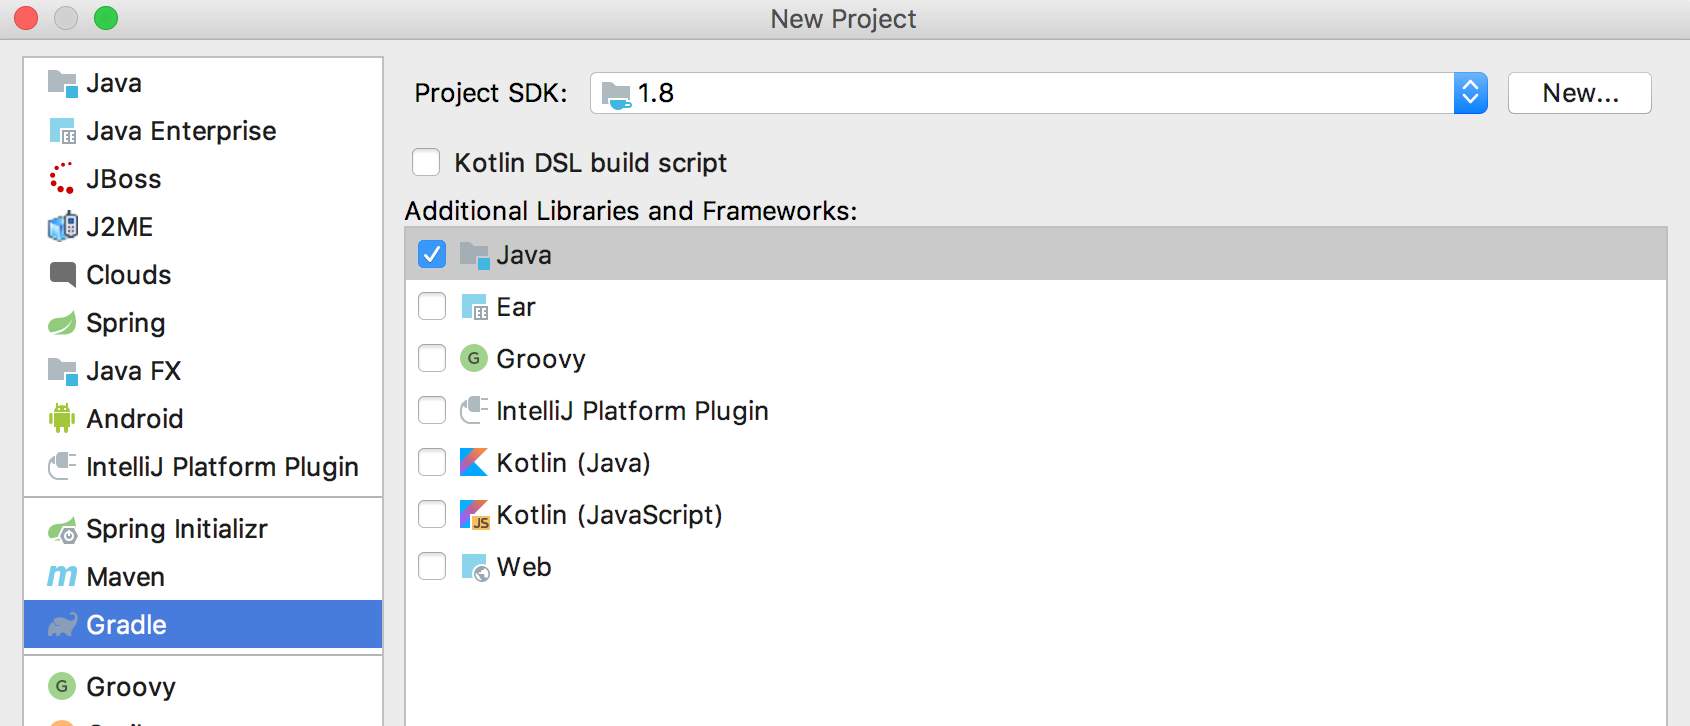 New Project
Java
Java Enterprise
JBoss
J2ME
Clouds
Spring
Java FX
Android
IntelliJ Platform Plugin
Spring Initializr
Maven
Gradle
Groovy
Project SDK: 1.8 New...
Kotlin DSL build script
Additional Libraries and Frameworks:
Java
Ear
Groovy
IntelliJ Platform Plugin
Kotlin (Java)
Kotlin (JavaScript)
Web